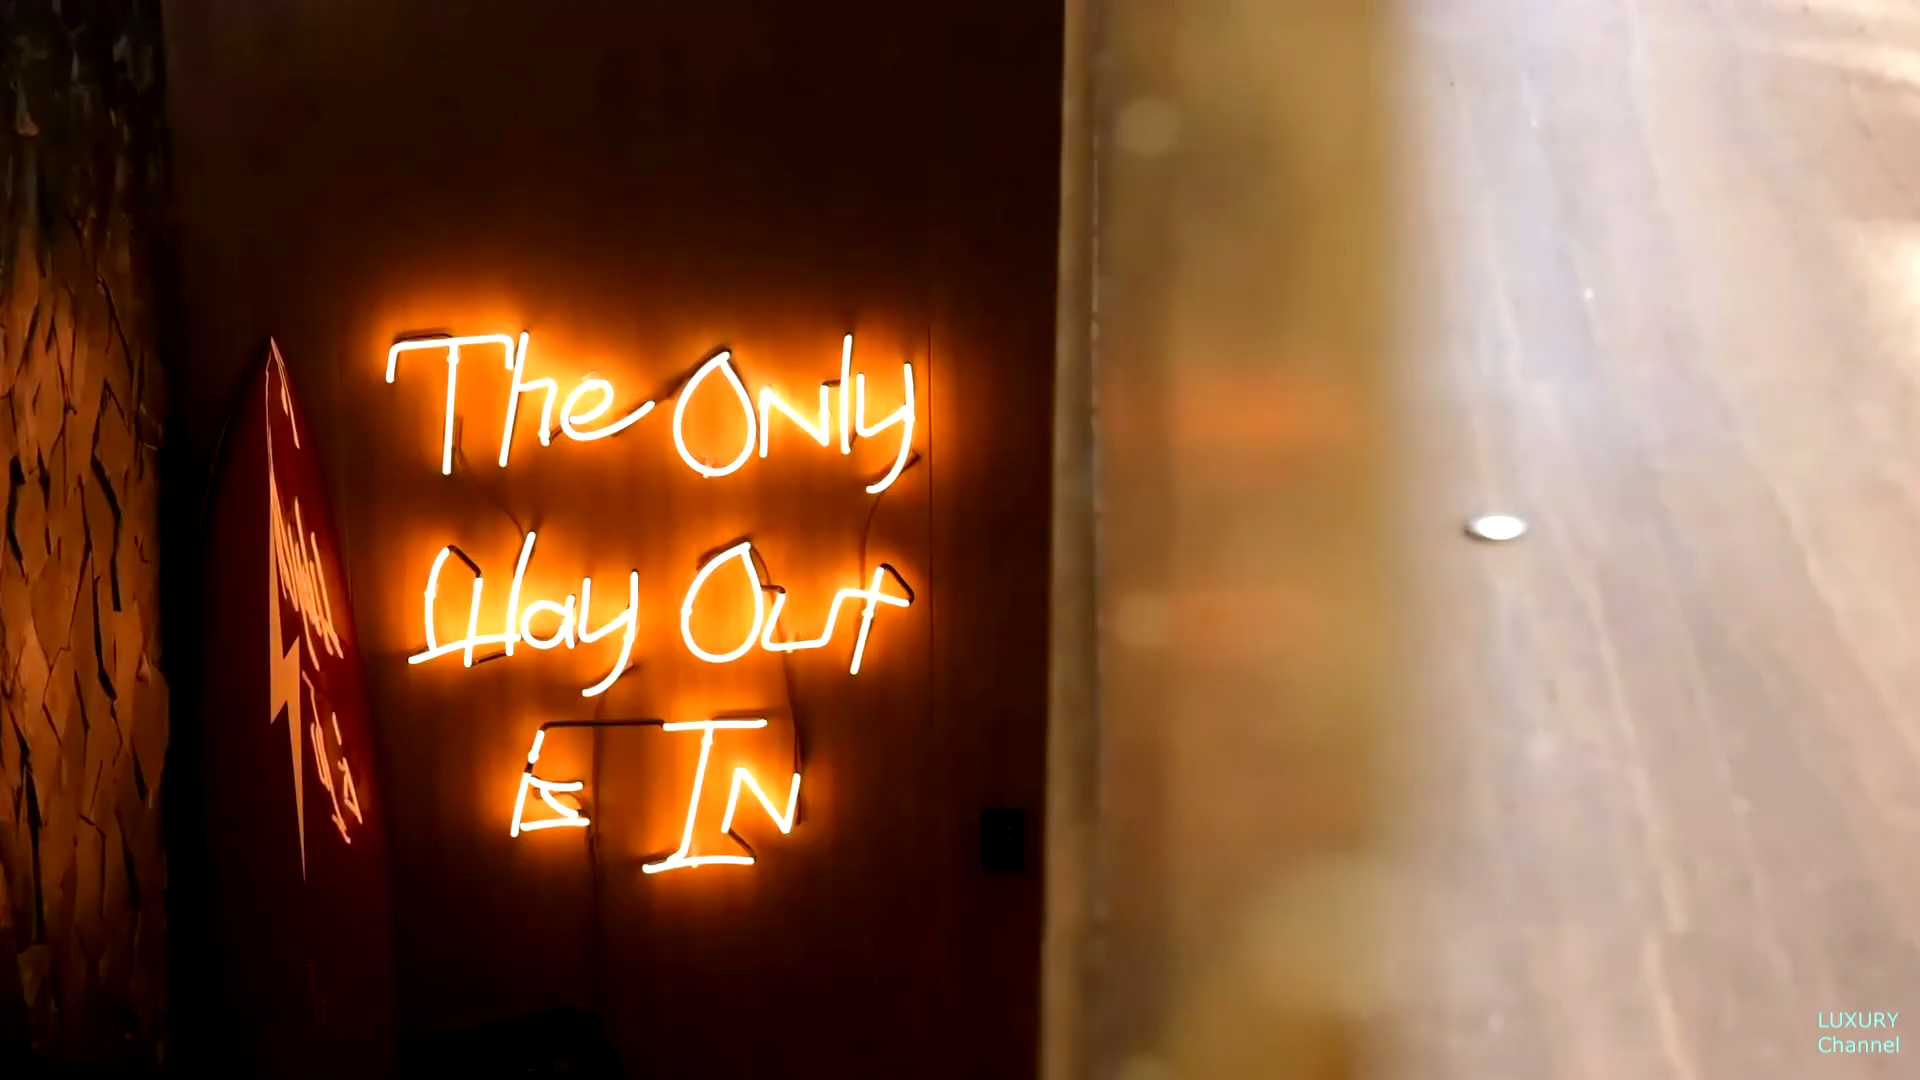 The Only
Way Out
Is IN
LUXURY
Channel